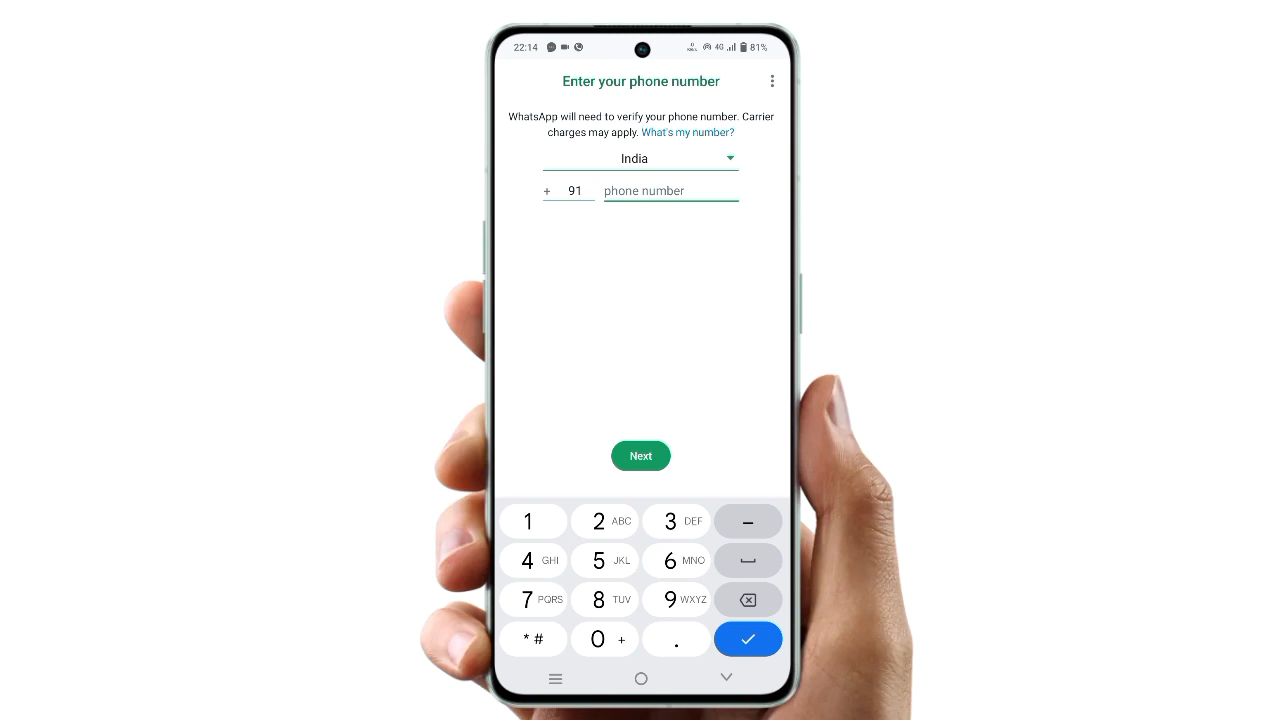 22:14 4G 81%
Enter your phone number
WhatsApp will need to verify your phone number. Carrier
charges may apply. What's my number?
India
+ 91 phone number
Next
1 2 ABC 3 DEF –
4 GHI 5 JKL 6 MNO
7 PQRS 8 TUV 9 WXYZ
* # 0 + .